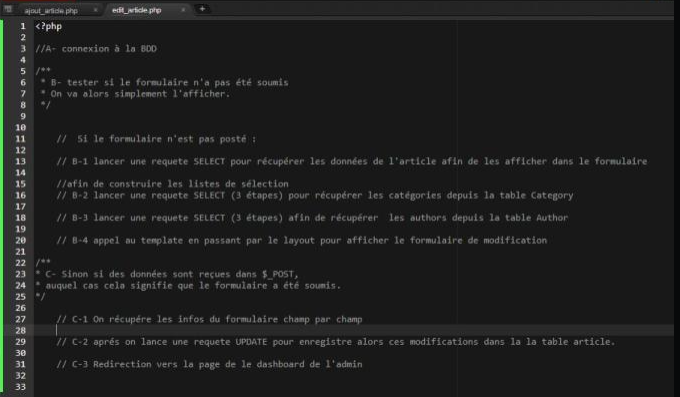 ajout_article.php × edit_article.php × +
1 <?php
2
3 //A- connexion à la BDD
4
5 /**
6 * B- tester si le formulaire n'a pas été soumis
7 * On va alors simplement l'afficher.
8 */
9
10
11 // Si le formulaire n'est pas posté :
12
13 // B-1 lancer une requete SELECT pour récupérer les données de l'article afin de les afficher dans le formulaire
14
15 //afin de construire les listes de sélection
16 // B-2 lancer une requete SELECT (3 étapes) pour récupérer les catégories depuis la table Category
17
18 // B-3 lancer une requete SELECT (3 étapes) afin de récupérer les authors depuis la table Author
19
20 // B-4 appel au template en passant par le layout pour afficher le formulaire de modification
21
22 /**
23 * C- Sinon si des données sont reçues dans $_POST,
24 * auquel cas cela signifie que le formulaire a été soumis.
25 */
26
27 // C-1 On récupére les infos du formulaire champ par champ
28
29 // C-2 aprés on lance une requete UPDATE pour enregistre alors ces modifications dans la la table article.
30
31 // C-3 Redirection vers la page de le dashboard de l'admin
32
33